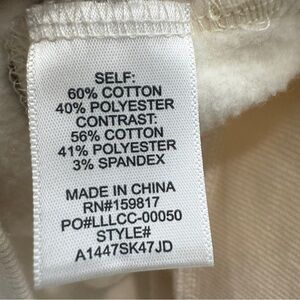 SELF:
60% COTTON
40% POLYESTER
CONTRAST:
56% COTTON
41% POLYESTER
3% SPANDEX
MADE IN CHINA
RN#159817
PO#LLLCC-00050
STYLE#
A1447SK47JD